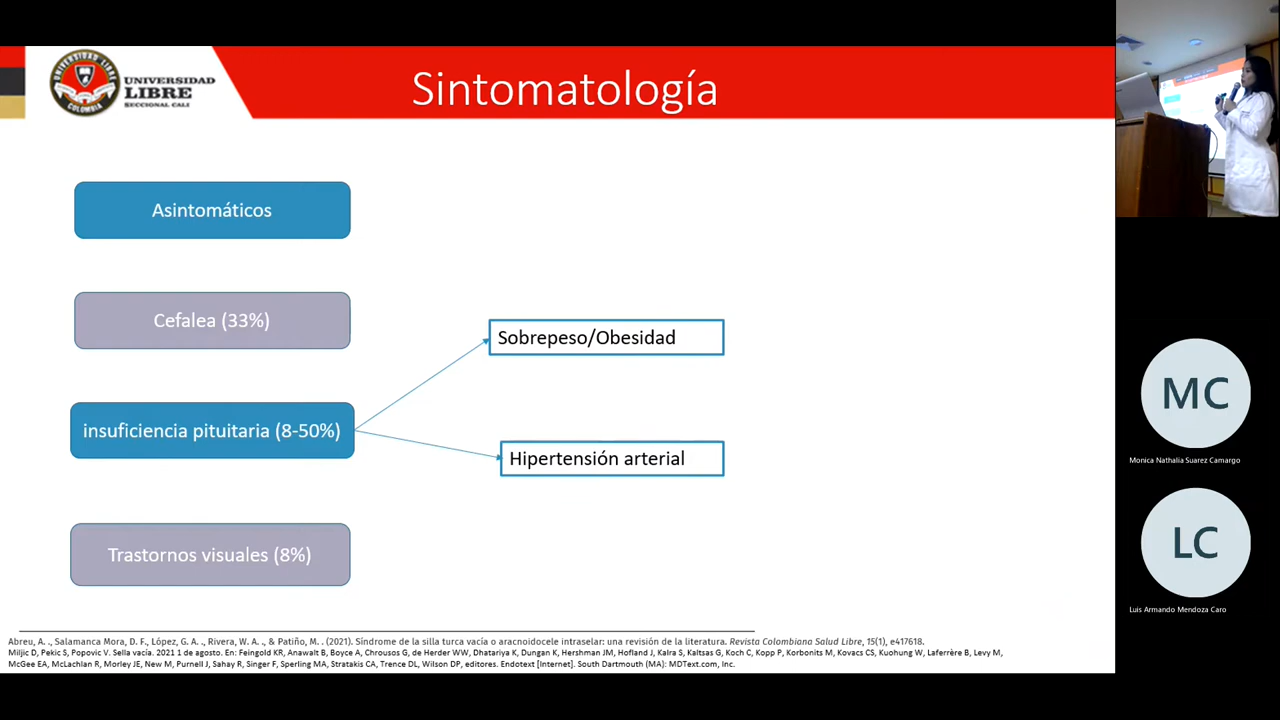 UNIVERSIDAD LIBRE
COLOMBIA
UNIVERSIDAD
LIBRE
SECCIONAL CALI
Sintomatología
Asintomáticos
Cefalea (33%)
Sobrepeso/Obesidad
insuficiencia pituitaria (8-50%)
Hipertensión arterial
Trastornos visuales (8%)
Abreu, A. ., Salamanca Mora, D. F., López, G. A. ., Rivera, W. A. ., & Patiño, M. . (2021). Síndrome de la silla turca vacía o aracnoidocele intraselar: una revisión de la literatura. Revista Colombiana Salud Libre, 15(1), e417618.
Miljic D, Pekic S, Popovic V. Sella vacía. 2021 1 de agosto. En: Feingold KR, Anawalt B, Boyce A, Chrousos G, de Herder WW, Dhatariya K, Dungan K, Hershman JM, Hofland J, Kalra S, Kaltsas G, Koch C, Kopp P, Korbonits M, Kovacs CS, Kuohung W, Laferrère B, Levy M,
McGee EA, McLachlan R, Morley JE, New M, Purnell J, Sahay R, Singer F, Sperling MA, Stratakis CA, Trence DL, Wilson DP, editores. Endotext [Internet]. South Dartmouth (MA): MDText.com, Inc.
MC
Monica Nathalia Suarez Camargo
LC
Luis Armando Mendoza Caro